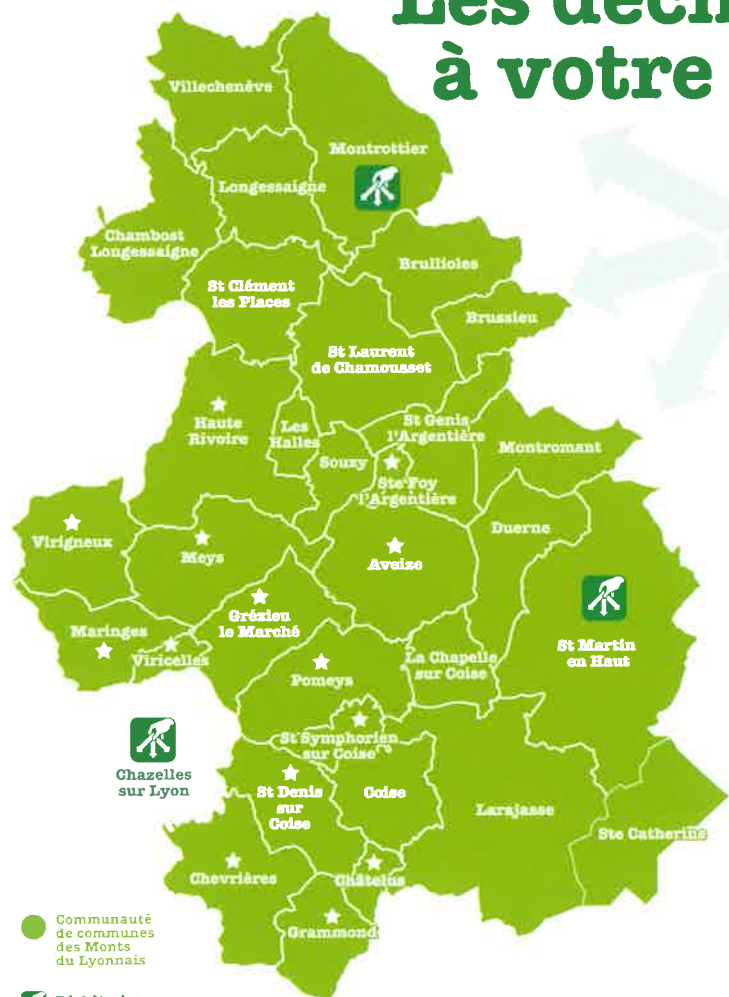 Les
à votre
Villechenêve
Montrottier
Longessaigne
Chambost
Longessaigne
Brullioles
St Clément
les Places
Brussieu
St Laurent
de Chamousset
Haute
Rivoire
Les
Halles
St Genis
l'Argentière
Montromant
Souzy
Ste Foy
l'Argentière
Duerne
Virigneux
Meys
Aveize
Grézieu
le Marché
Maringes
Viricelles
La Chapelle
sur Coise
St Martin
en Haut
Pomeys
St Symphorien
sur Coise
Chazelles
sur Lyon
St Denis
sur
Coise
Coise
Larajasse
Ste Catherine
Chevrières
Châtelus
Grammond
Communauté
de communes
des Monts
du Lyonnais